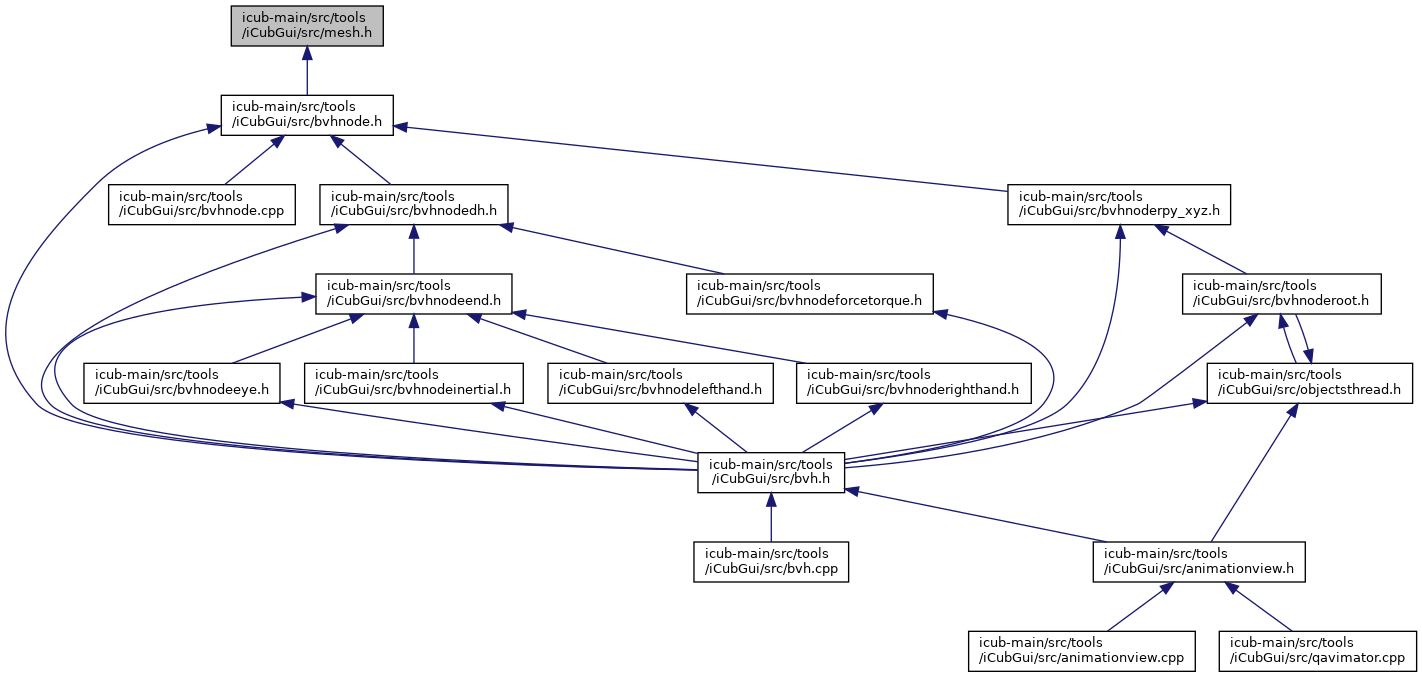 icub-main/src/tools
/iCubGui/src/mesh.h
icub-main/src/tools
/iCubGui/src/bvhnode.h
icub-main/src/tools
/iCubGui/src/bvhnode.cpp
icub-main/src/tools
/iCubGui/src/bvhnodedh.h
icub-main/src/tools
/iCubGui/src/bvhnoderpy_xyz.h
icub-main/src/tools
/iCubGui/src/bvhnodeend.h
icub-main/src/tools
/iCubGui/src/bvhnodeforcetorque.h
icub-main/src/tools
/iCubGui/src/bvhnoderoot.h
icub-main/src/tools
/iCubGui/src/bvhnodeeye.h
icub-main/src/tools
/iCubGui/src/bvhnodeinertial.h
icub-main/src/tools
/iCubGui/src/bvhnodelefthand.h
icub-main/src/tools
/iCubGui/src/bvhnoderighthand.h
icub-main/src/tools
/iCubGui/src/objectsthread.h
icub-main/src/tools
/iCubGui/src/bvh.h
icub-main/src/tools
/iCubGui/src/bvh.cpp
icub-main/src/tools
/iCubGui/src/animationview.h
icub-main/src/tools
/iCubGui/src/animationview.cpp
icub-main/src/tools
/iCubGui/src/qavimator.cpp